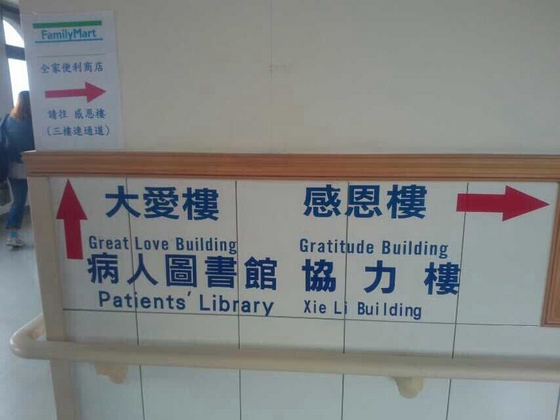 FamilyMart
全家便利商店
請往 感恩樓
(三樓連通道)
大愛樓
Great Love Building
病人圖書館
Patients' Library
感恩樓
Gratitude Building
協力樓
Xie Li Building